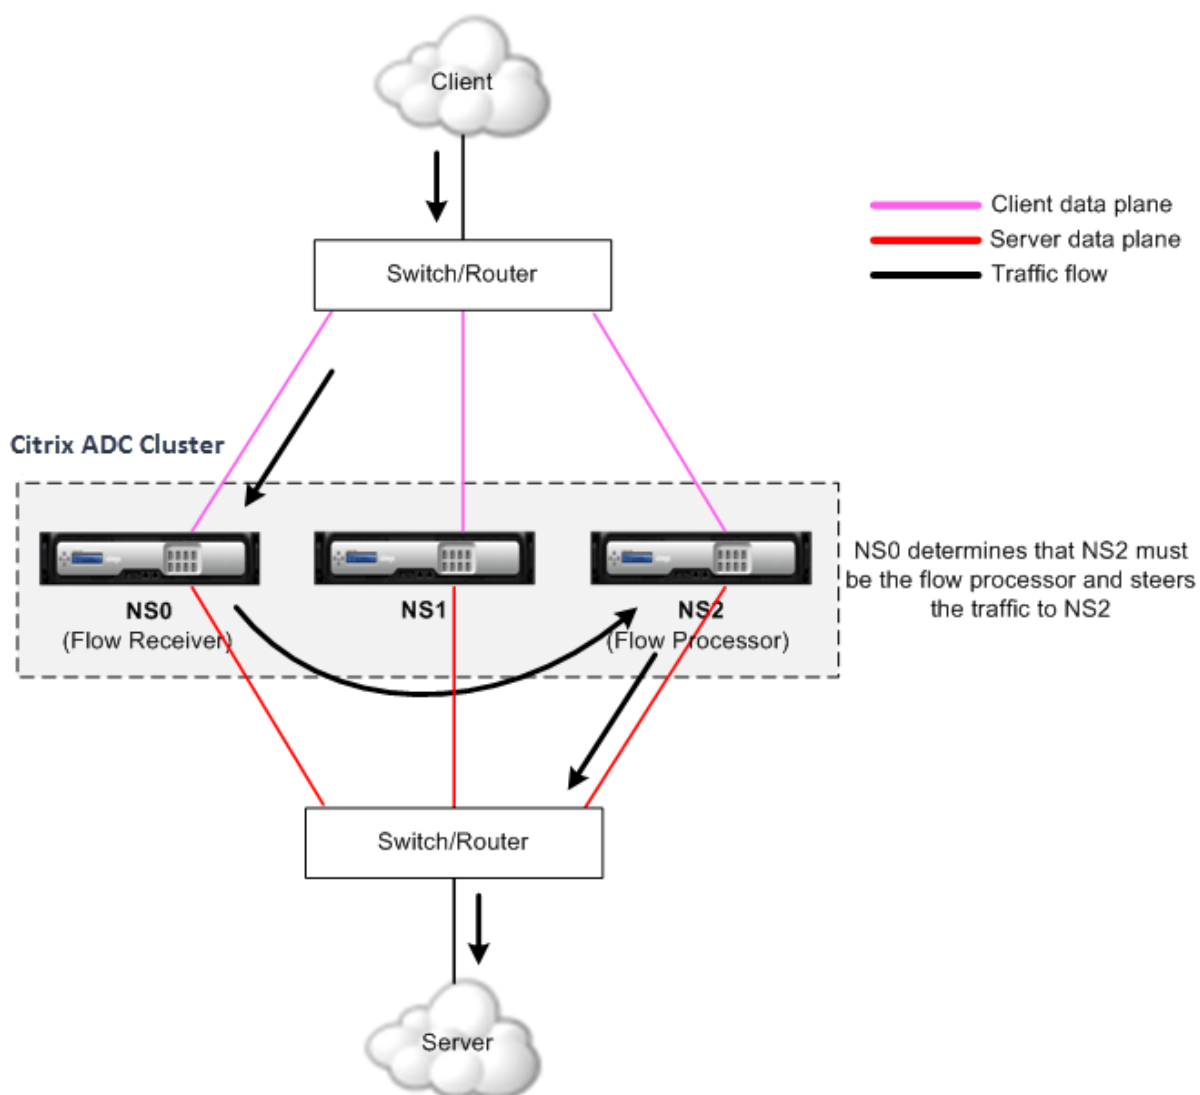 Client
Client data plane
Server data plane
Traffic flow
Switch/Router
Citrix ADC Cluster
NS0
(Flow Receiver)
NS1
NS2
(Flow Processor)
NS0 determines that NS2 must
be the flow processor and steers
the traffic to NS2
Switch/Router
Server